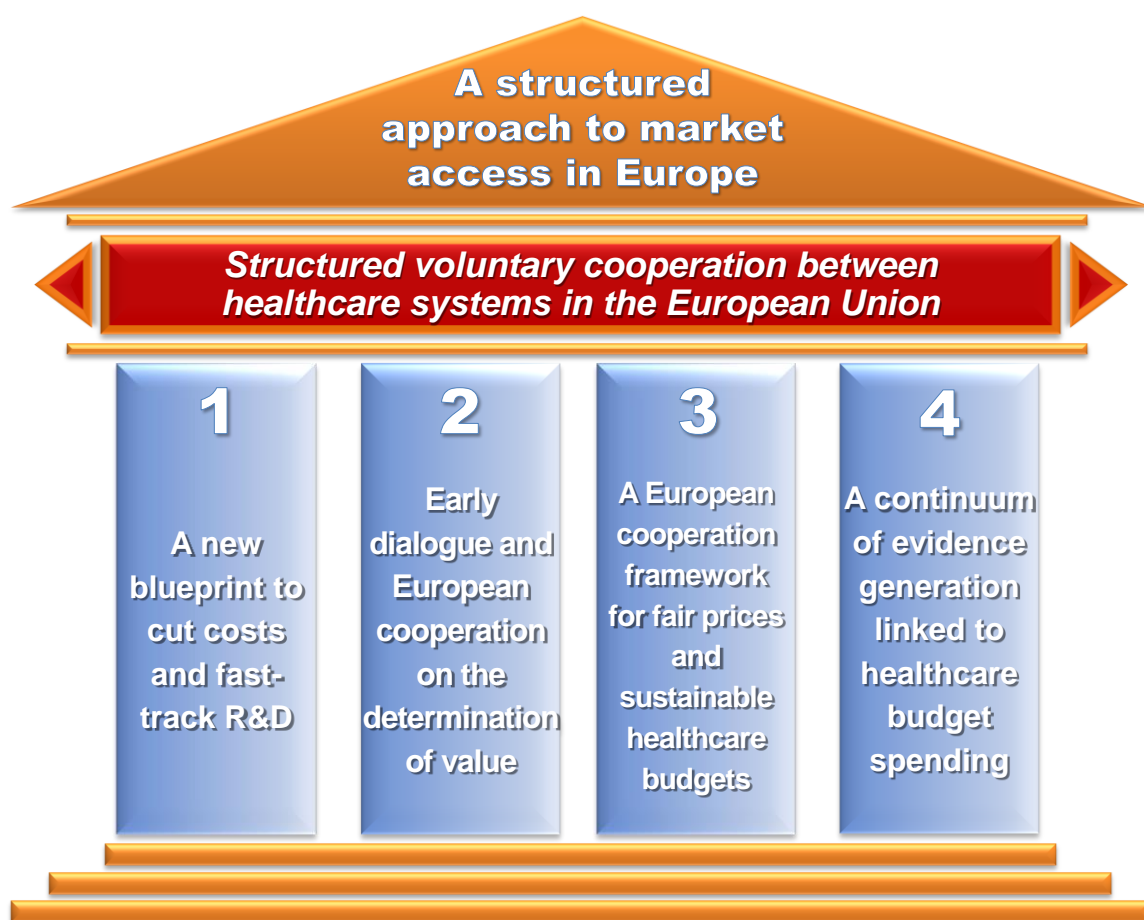 A structured
approach to market
access in Europe
Structured voluntary cooperation between
healthcare systems in the European Union
1
A new
blueprint to
cut costs
and fast-
track R&D
2
Early
dialogue and
European
cooperation
on the
determination
of value
3
A European
cooperation
framework
for fair prices
and
sustainable
healthcare
budgets
4
A continuum
of evidence
generation
linked to
healthcare
budget
spending